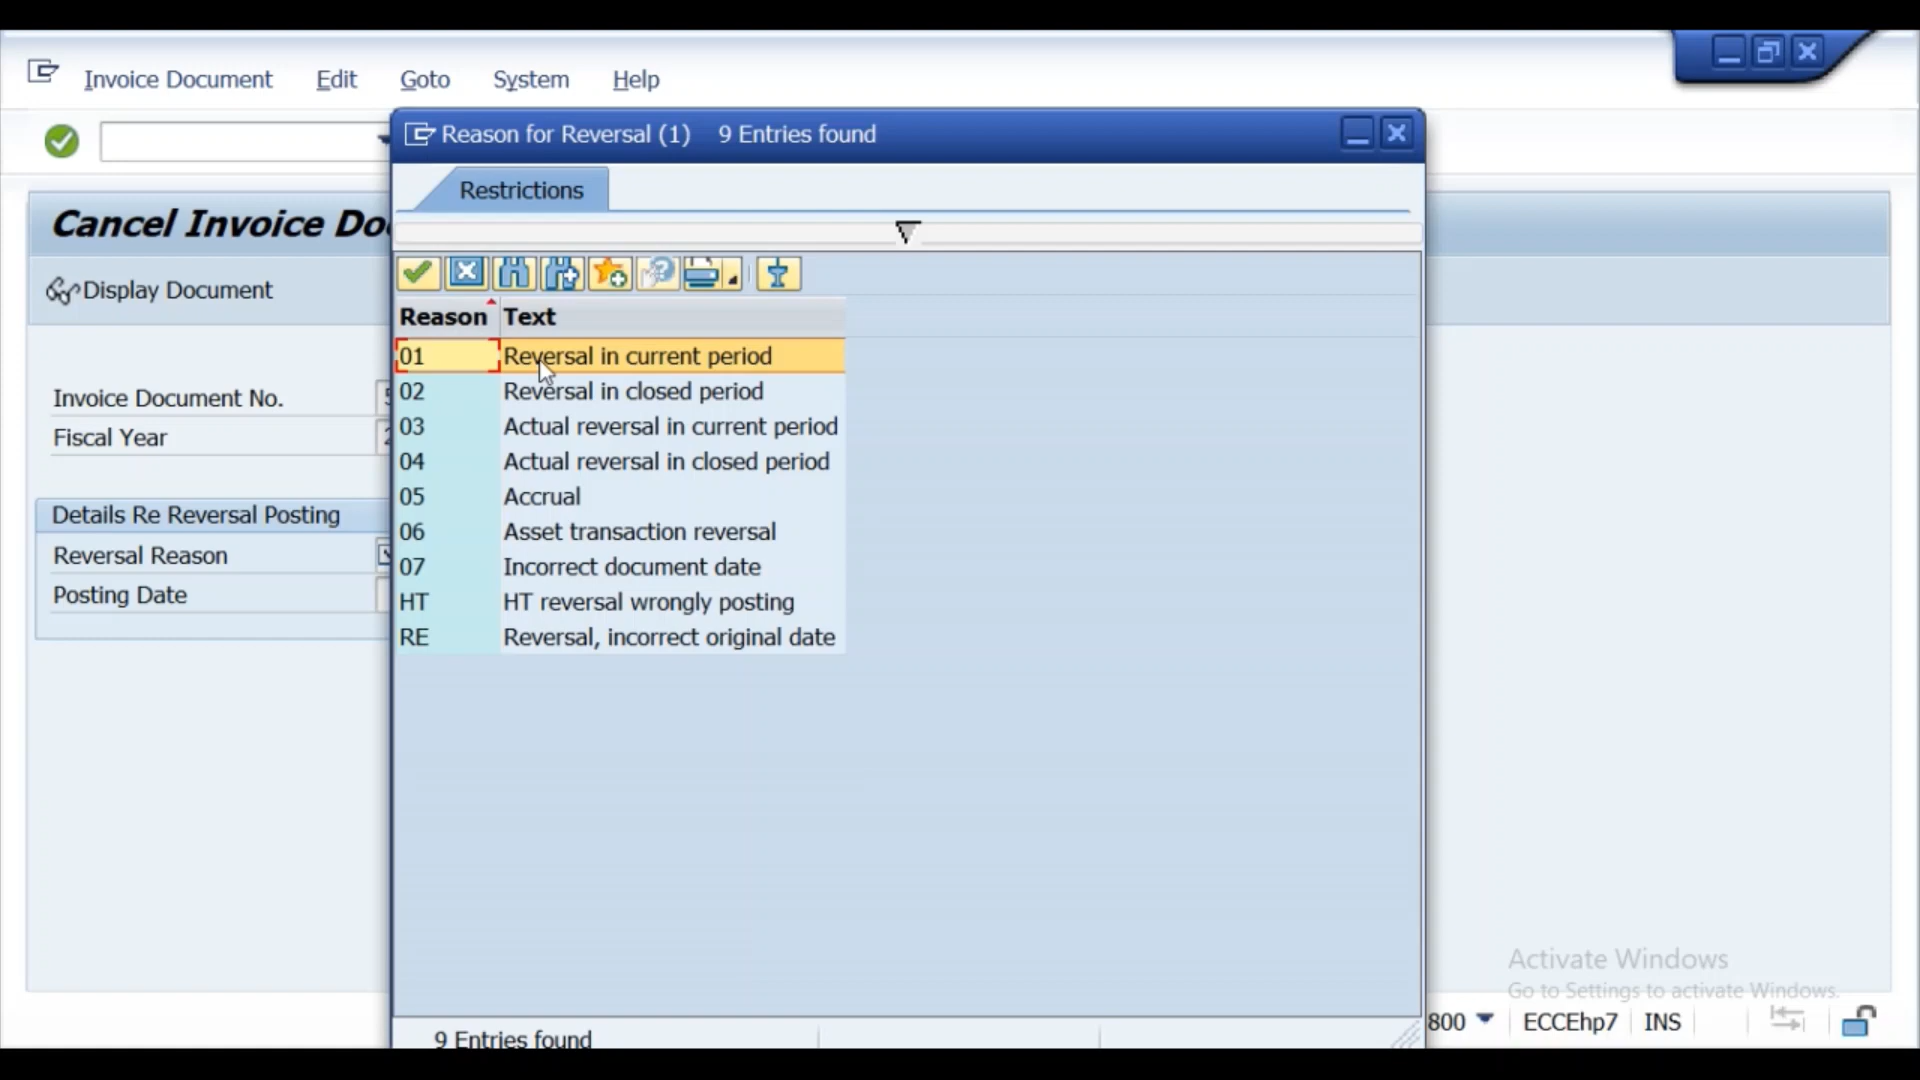 Invoice Document Edit Goto System Help
Reason for Reversal (1) 9 Entries found
Restrictions
Cancel Invoice Do
Display Document
Reason Text
01 Reversal in current period
02 Reversal in closed period
03 Actual reversal in current period
04 Actual reversal in closed period
05 Accrual
06 Asset transaction reversal
07 Incorrect document date
HT HT reversal wrongly posting
RE Reversal, incorrect original date
Invoice Document No.
Fiscal Year
Details Re Reversal Posting
Reversal Reason
Posting Date
Activate Windows
Go to Settings to activate Windows.
9 Entries found
800 ECCEhp7 INS